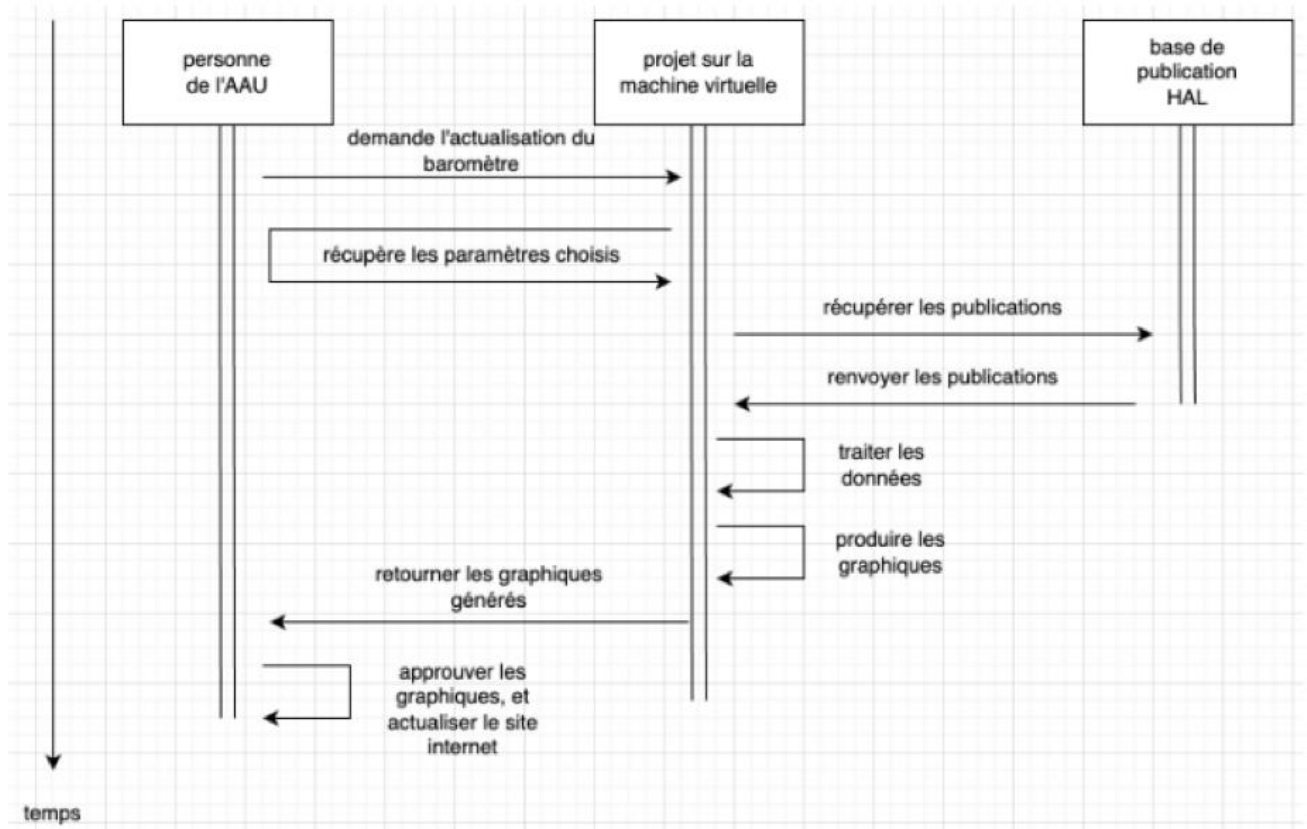 personne
de l'AAU
projet sur la
machine virtuelle
base de
publication
HAL
demande l'actualisation du
baromètre
récupère les paramètres choisis
récupérer les publications
renvoyer les publications
traiter les
données
produire les
graphiques
retourner les graphiques
générés
approuver les
graphiques, et
actualiser le site
internet
temps